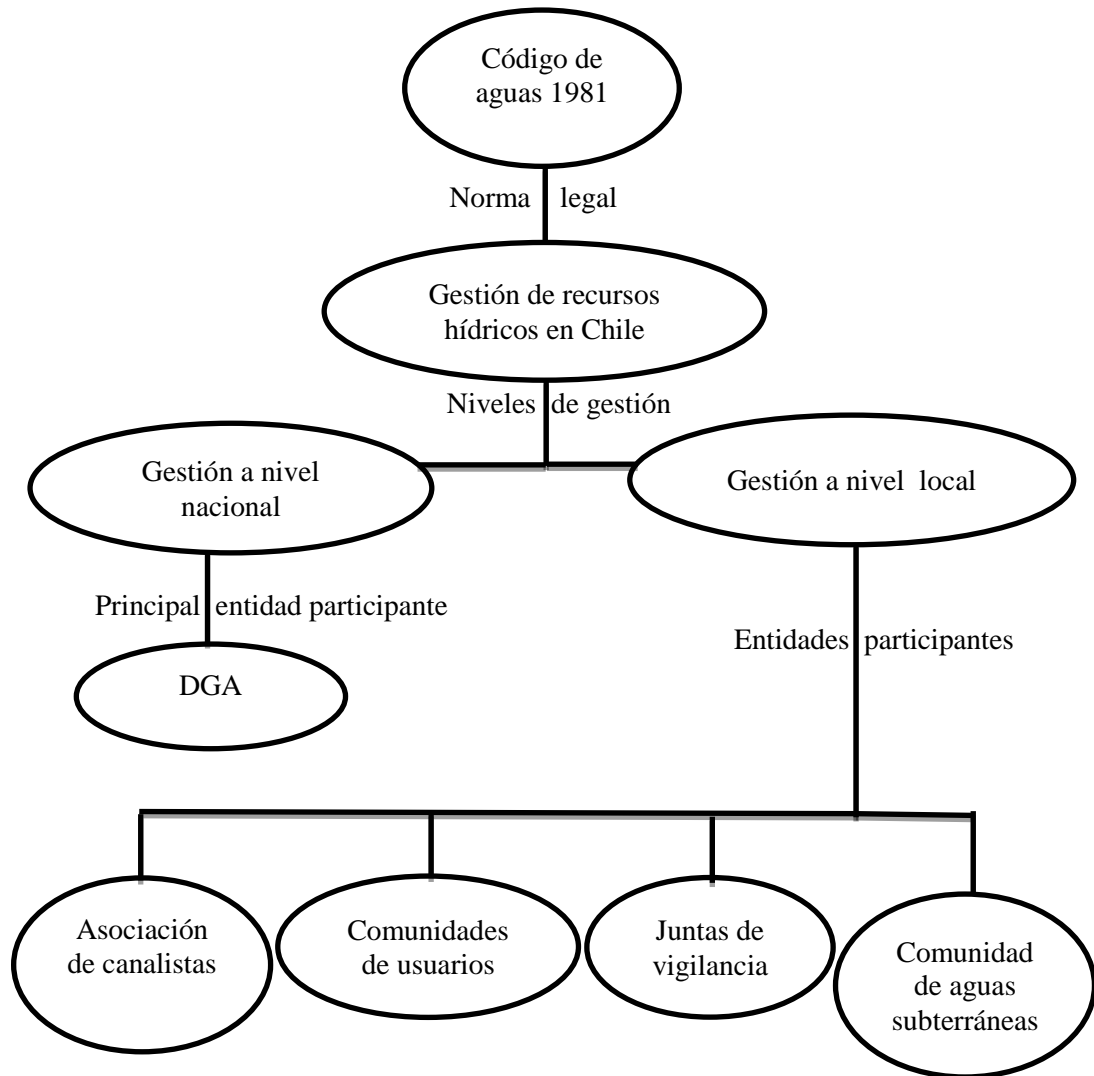 Código de
aguas 1981
Norma legal
Gestión de recursos
hídricos en Chile
Niveles de gestión
Gestión a nivel
nacional
Gestión a nivel local
Principal entidad participante
Entidades participantes
DGA
Asociación
de canalistas
Comunidades
de usuarios
Juntas de
vigilancia
Comunidad
de aguas
subterráneas